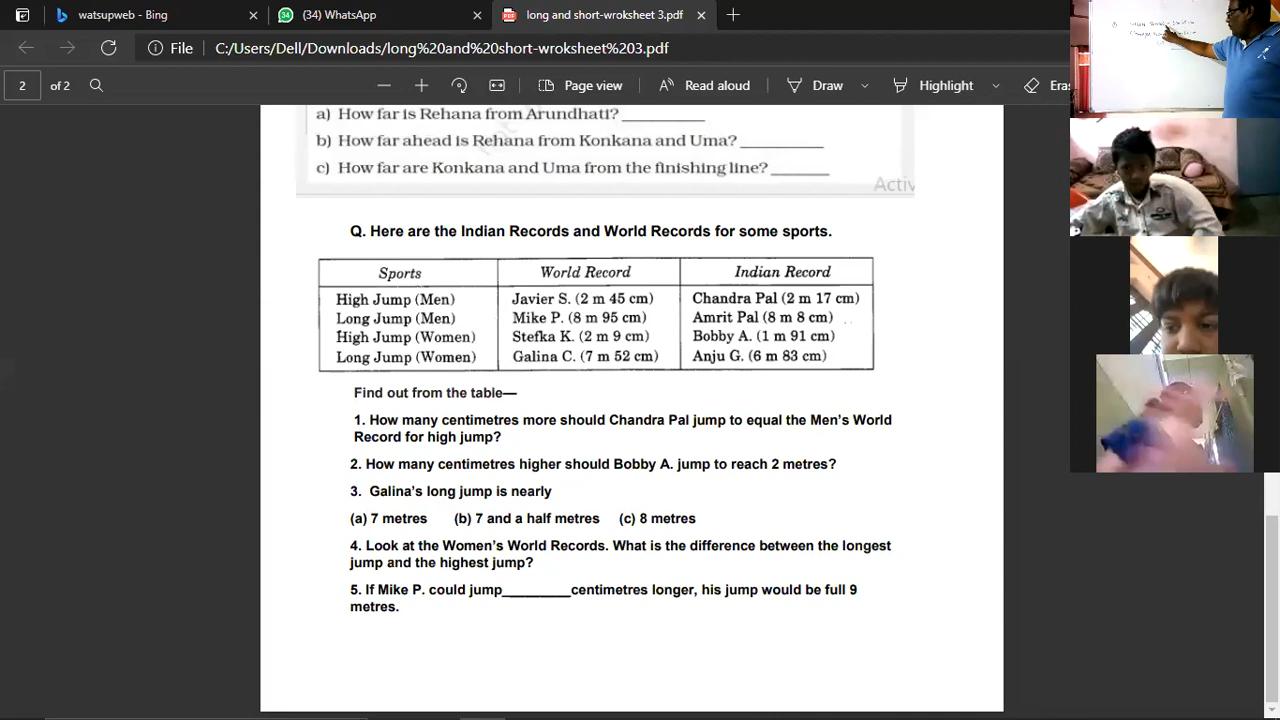 watsupweb - Bing
(34) WhatsApp
long and short-wroksheet 3.pdf
File
C:/Users/Dell/Downloads/long%20and%20short-wroksheet%203.pdf
2 of 2
Page view
Read aloud
Draw
Highlight
Eras
a) How far is Rehana from Arundhati? _________
b) How far ahead is Rehana from Konkana and Uma? _________
c) How far are Konkana and Uma from the finishing line? ______
Activ
Q. Here are the Indian Records and World Records for some sports.
Sports World Record Indian Record
High Jump (Men) Javier S. (2 m 45 cm) Chandra Pal (2 m 17 cm)
Long Jump (Men) Mike P. (8 m 95 cm) Amrit Pal (8 m 8 cm)
High Jump (Women) Stefka K. (2 m 9 cm) Bobby A. (1 m 91 cm)
Long Jump (Women) Galina C. (7 m 52 cm) Anju G. (6 m 83 cm)
Find out from the table—
1. How many centimetres more should Chandra Pal jump to equal the Men's World
Record for high jump?
2. How many centimetres higher should Bobby A. jump to reach 2 metres?
3. Galina's long jump is nearly
(a) 7 metres (b) 7 and a half metres (c) 8 metres
4. Look at the Women's World Records. What is the difference between the longest
jump and the highest jump?
5. If Mike P. could jump_________centimetres longer, his jump would be full 9
metres.